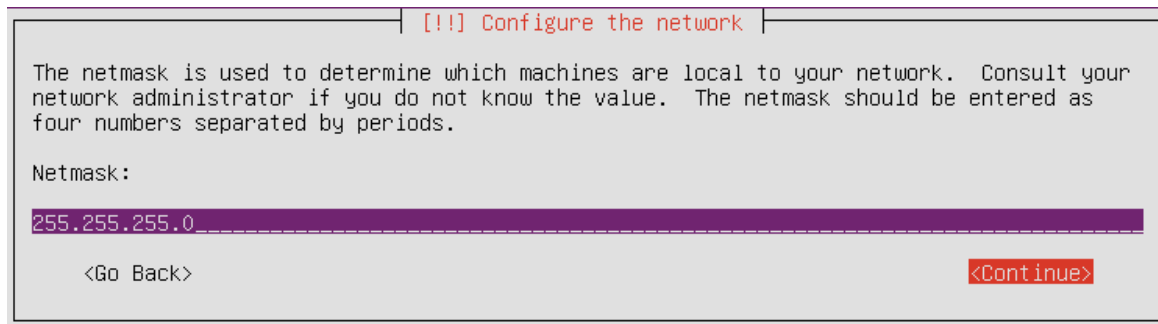 [!!] Configure the network
The netmask is used to determine which machines are local to your network.  Consult your
network administrator if you do not know the value.  The netmask should be entered as
four numbers separated by periods.
Netmask:
255.255.255.0
<Go Back> <Continue>